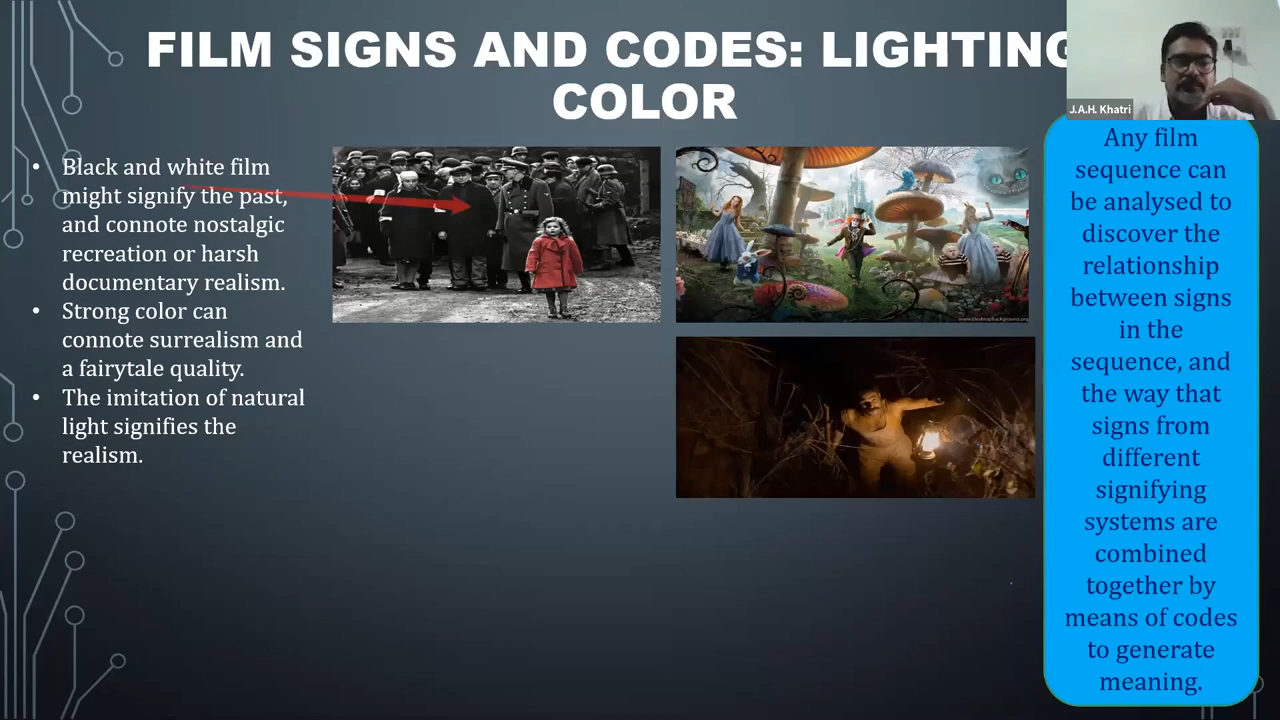 FILM SIGNS AND CODES: LIGHTING
COLOR
J.A.H. Khatri
• Black and white film
might signify the past,
and connote nostalgic
recreation or harsh
documentary realism.
• Strong color can
connote surrealism and
a fairytale quality.
• The imitation of natural
light signifies the
realism.
Any film
sequence can
be analysed to
discover the
relationship
between signs
in the
sequence, and
the way that
signs from
different
signifying
systems are
combined
together by
means of codes
to generate
meaning.